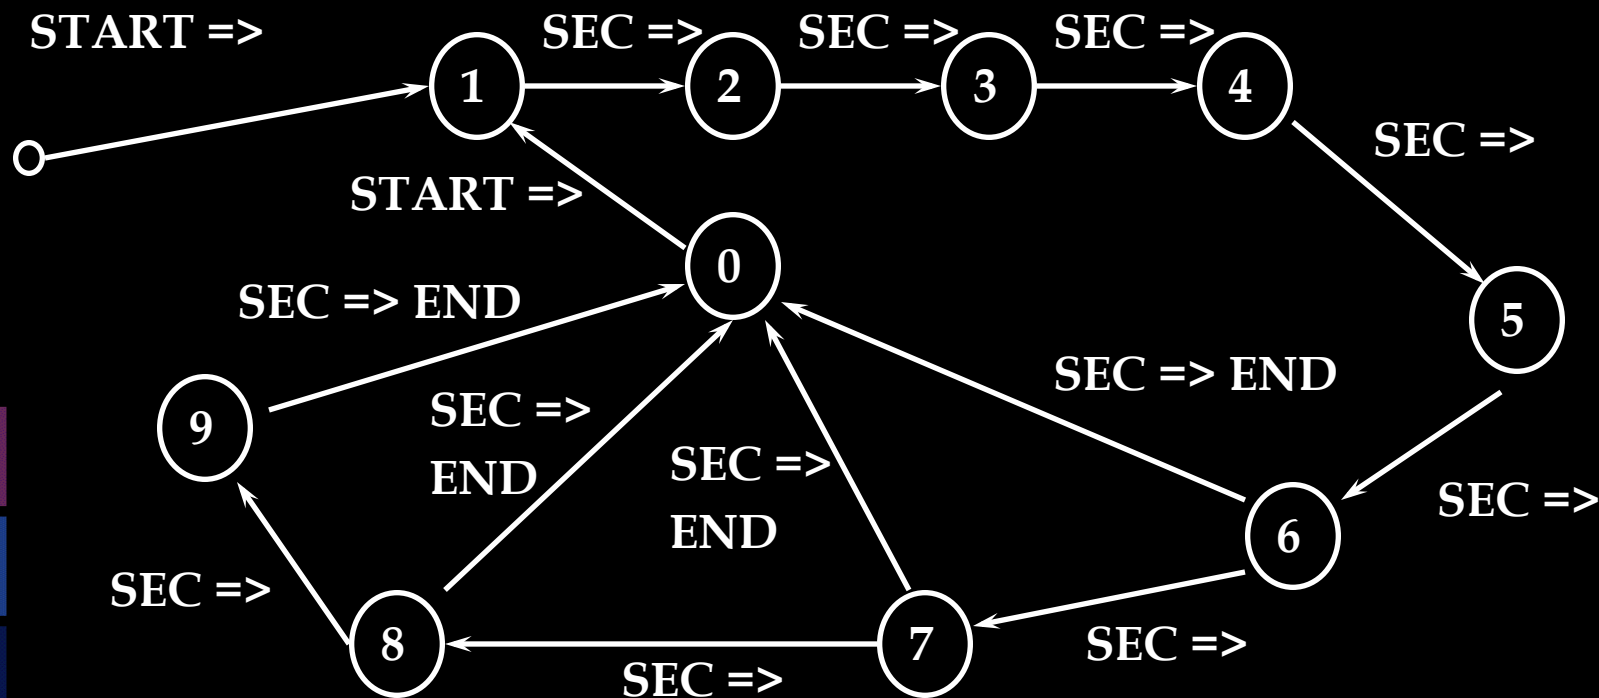 START =>
SEC =>
SEC =>
SEC =>
1
2
3
4
SEC =>
START =>
0
SEC => END
5
SEC => END
SEC =>
END
9
SEC =>
END
SEC =>
6
SEC =>
8
7
SEC =>
SEC =>